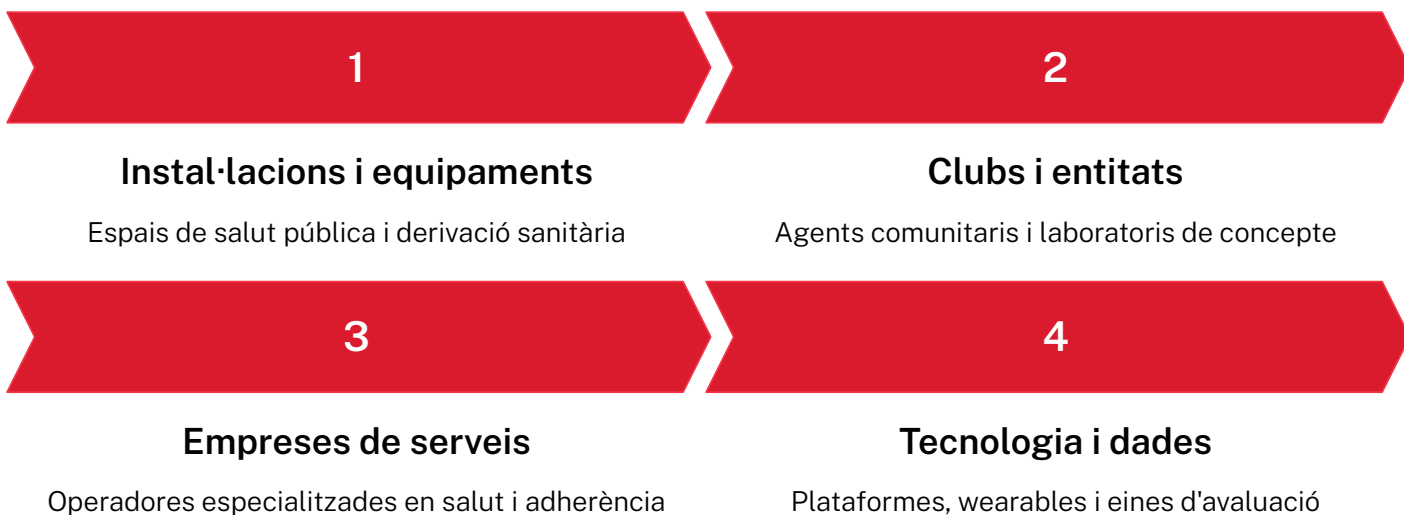 1
2
Instal·lacions i equipaments
Espais de salut pública i derivació sanitària
Clubs i entitats
Agents comunitaris i laboratoris de concepte
3
4
Empreses de serveis
Operadores especialitzades en salut i adherència
Tecnologia i dades
Plataformes, wearables i eines d'avaluació